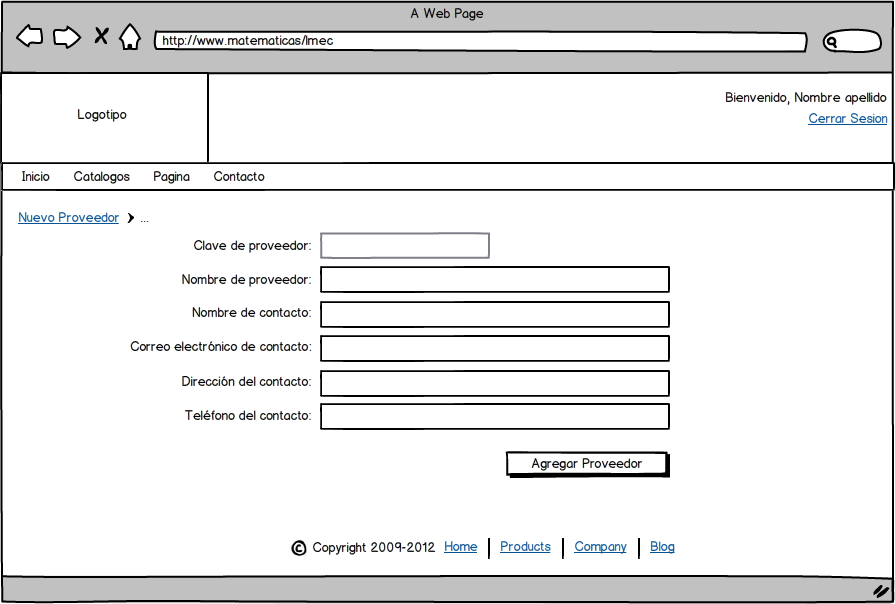 A Web Page
http://www.matematicas/lmec
Logotipo
Bienvenido, Nombre apellido
Cerrar Sesion
Inicio Catalogos Pagina Contacto
Nuevo Proveedor ...
Clave de proveedor:
Nombre de proveedor:
Nombre de contacto:
Correo electrónico de contacto:
Dirección del contacto:
Teléfono del contacto:
Agregar Proveedor
© Copyright 2009-2012 Home | Products | Company | Blog